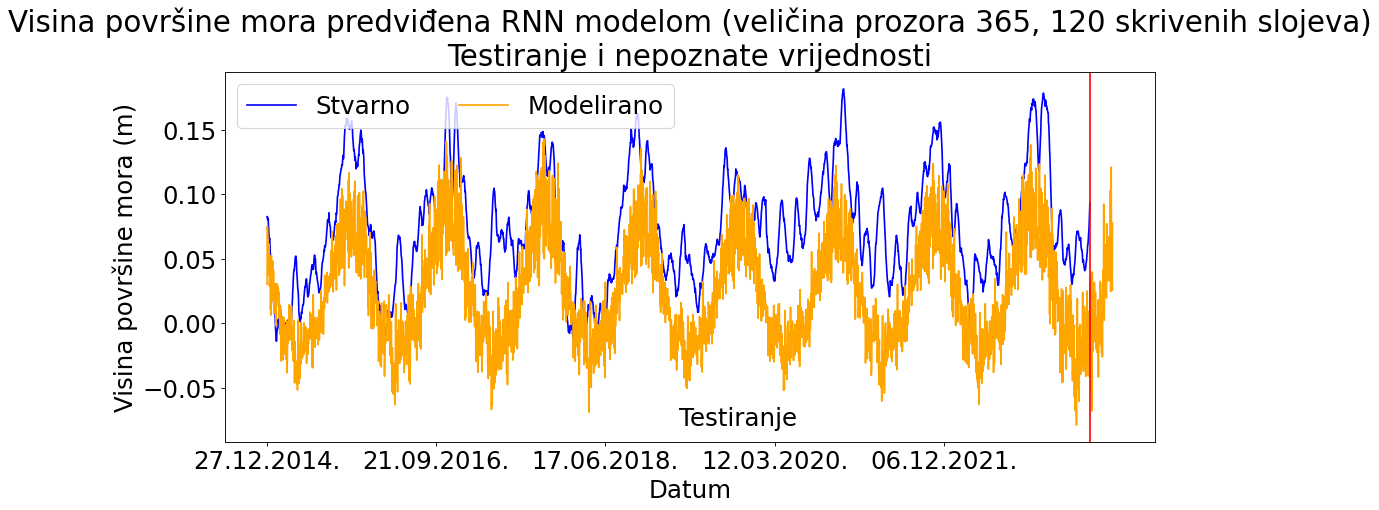 Visina površine mora predviđena RNN modelom (veličina prozora 365, 120 skrivenih slojeva)
Testiranje i nepoznate vrijednosti
Stvarno
Modelirano
Visina površine mora (m)
0.15
0.10
0.05
0.00
−0.05
Testiranje
27.12.2014.
21.09.2016.
17.06.2018.
12.03.2020.
06.12.2021.
Datum